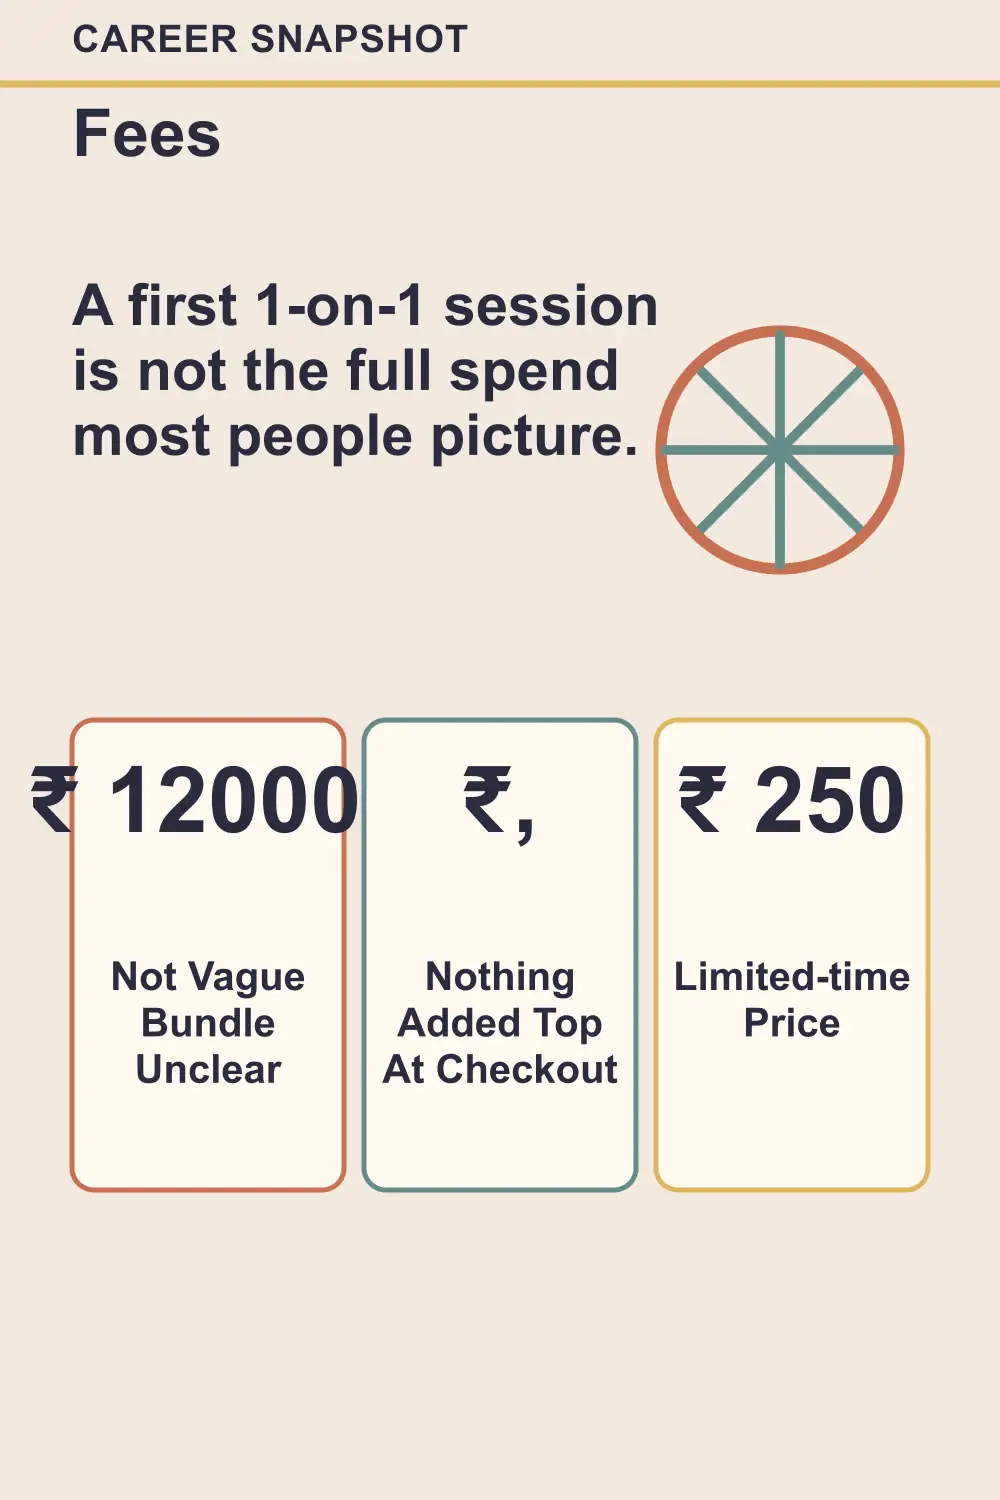 CAREER SNAPSHOT
Fees
A first 1-on-1 session
is not the full spend
most people picture.
₹ 12000
Not Vague
Bundle
Unclear
₹,
Nothing
Added Top
At Checkout
₹ 250
Limited-time
Price